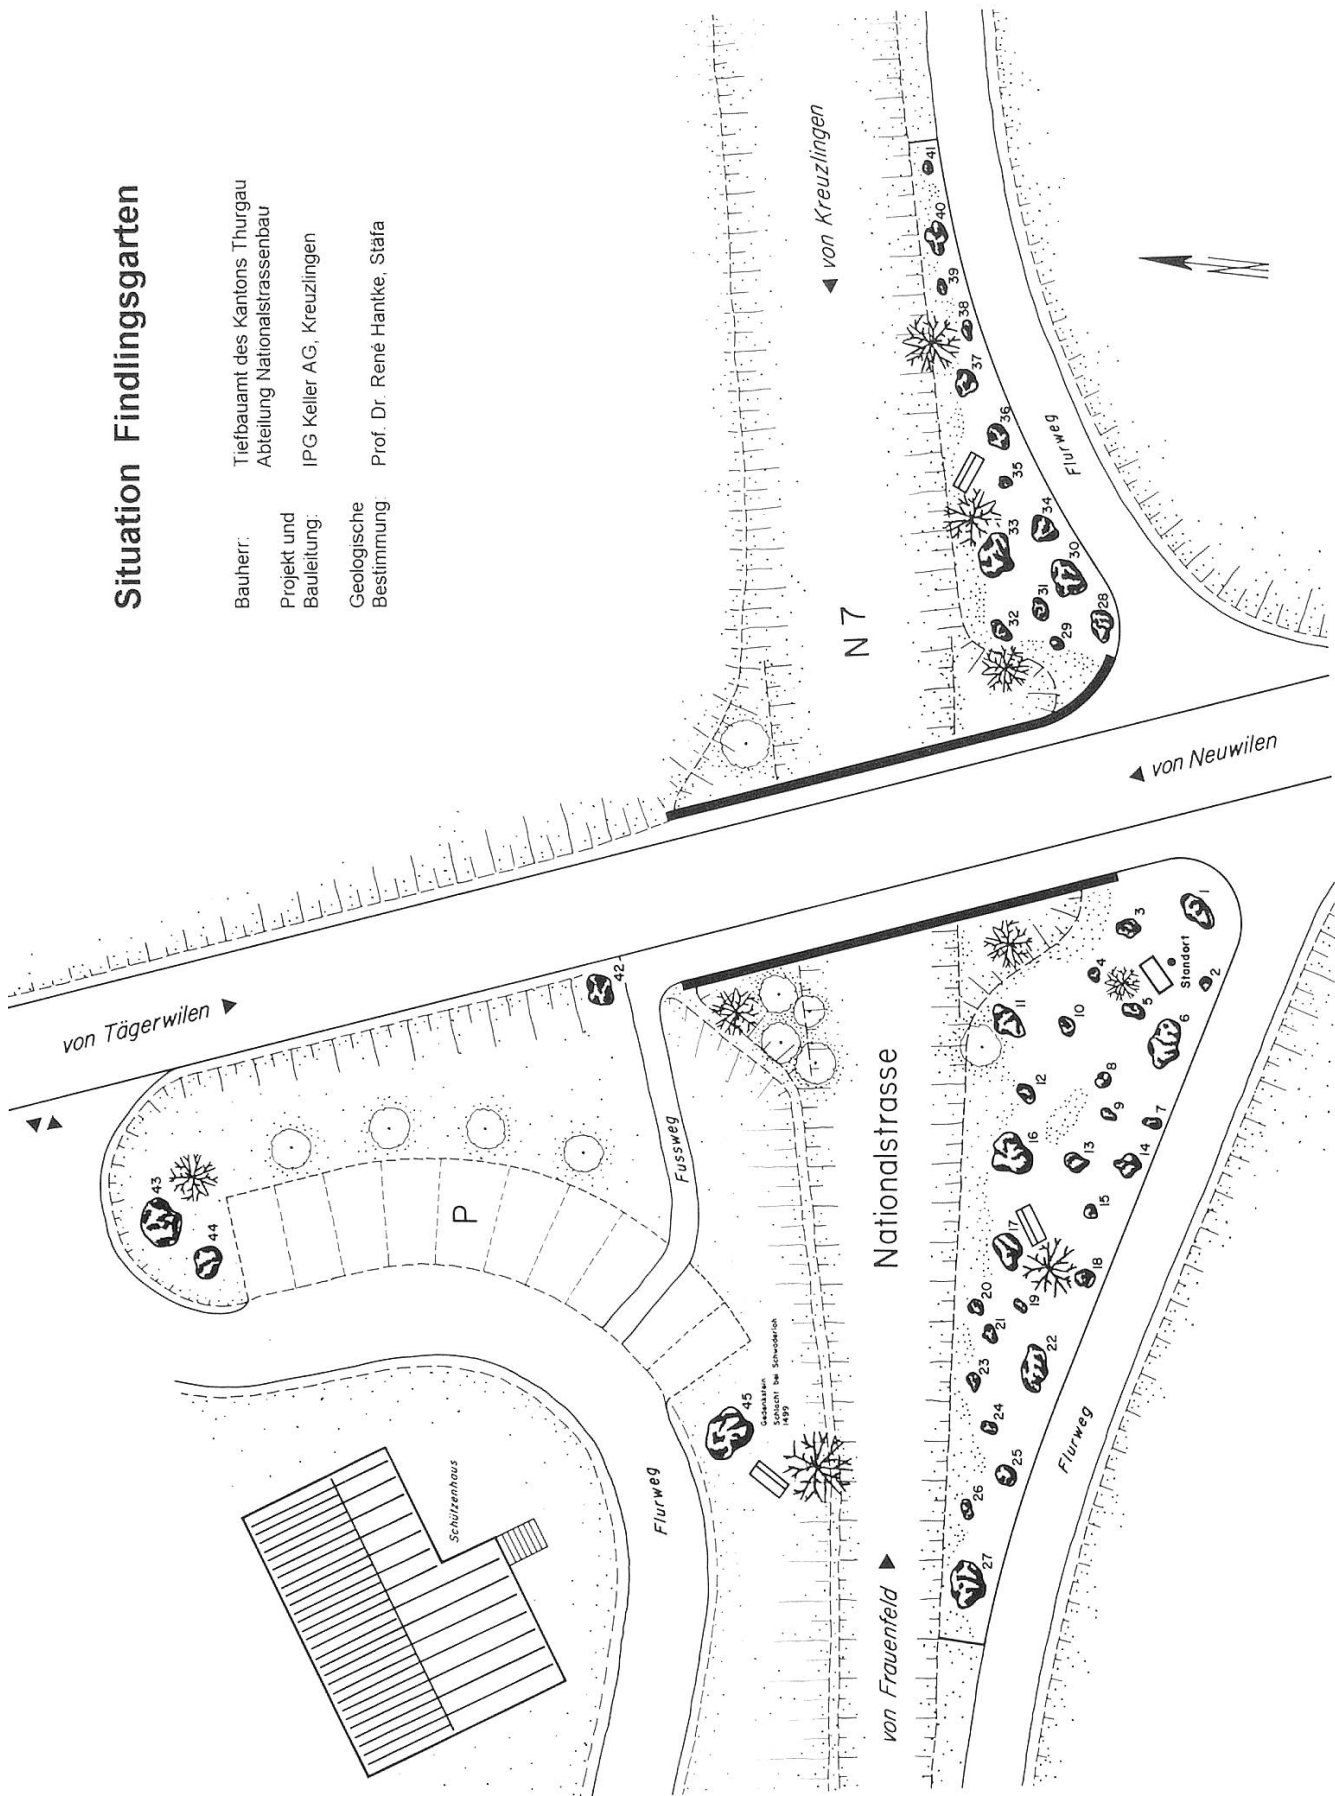 Situation Findlingsgarten
Bauherr: Tiefbauamt des Kantons Thurgau
Abteilung Nationalstrassenbau
Projekt und
Bauleitung: IPG Keller AG, Kreuzlingen
Geologische
Bestimmung: Prof. Dr. René Hantke, Stäfa
von Tägerwilen
43
44
P
42
Fussweg
Schützenhaus
Flurweg
45
Gedenkstein
Schlacht bei Schwaderloh
1499
von Kreuzlingen
N 7
Nationalstrasse
von Frauenfeld
von Neuwilen
41
40
39
38
37
36
35
34
33
32
31
30
29
28
Flurweg
1
2
3
4
5
Standort
6
7
8
9
10
11
12
13
14
15
16
17
18
19
20
21
22
23
24
25
26
27
Flurweg